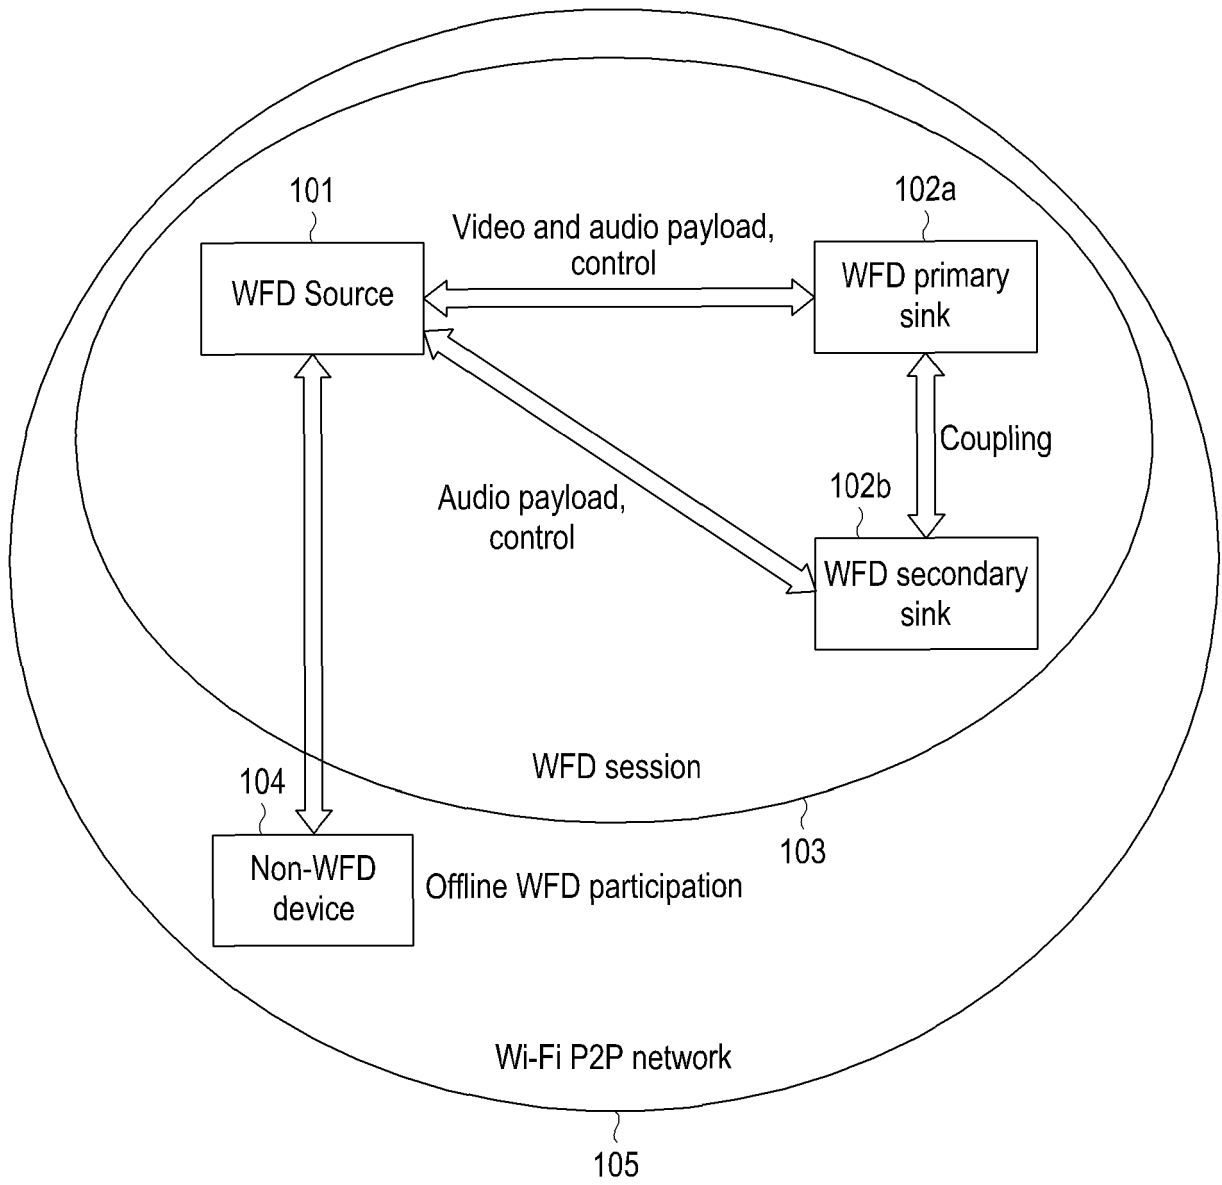 101
102a
Video and audio payload,
control
WFD Source
WFD primary
sink
Coupling
102b
Audio payload,
control
WFD secondary
sink
WFD session
104
103
Non-WFD
device
Offline WFD participation
Wi-Fi P2P network
105